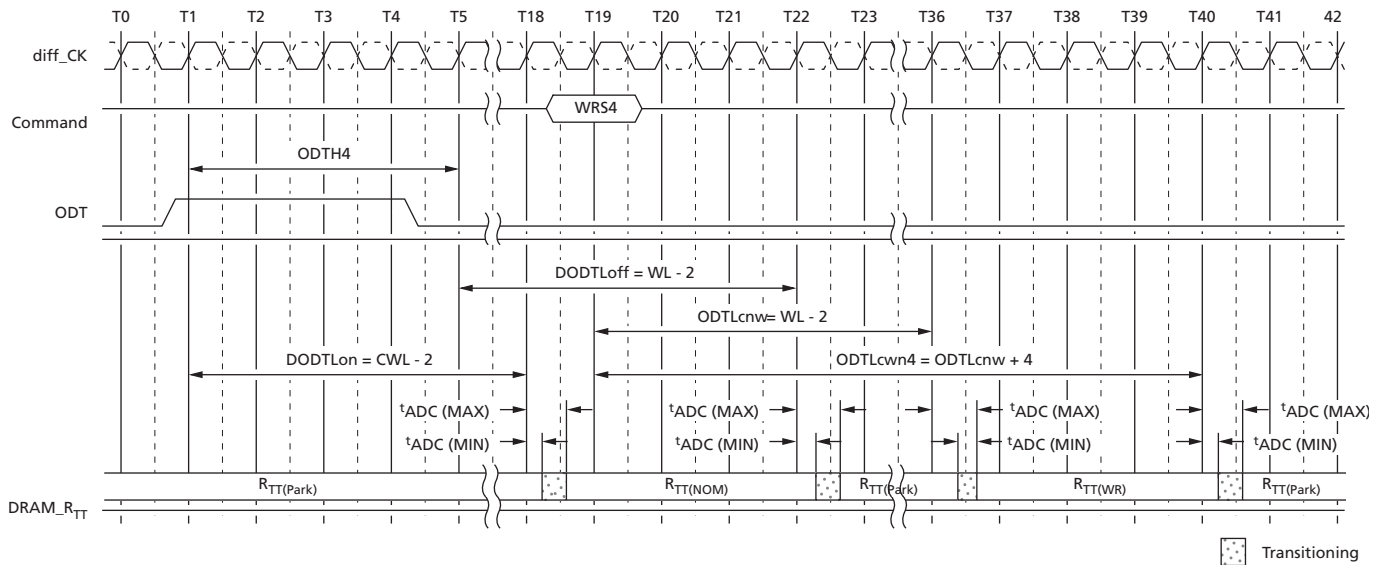 T0 T1 T2 T3 T4 T5 T18 T19 T20 T21 T22 T23 T36 T37 T38 T39 T40 T41 42
diff_CK
WRS4
Command
ODTH4
ODT
DODTLoff = WL - 2
ODTLcnw= WL - 2
DODTLon = CWL - 2 ODTLcwn4 = ODTLcnw + 4
tADC (MAX) tADC (MAX) tADC (MAX) tADC (MAX)
tADC (MIN) tADC (MIN) tADC (MIN) tADC (MIN)
RTT(Park) RTT(NOM) RTT(Park) RTT(WR) RTT(Park)
DRAM_RTT
Transitioning